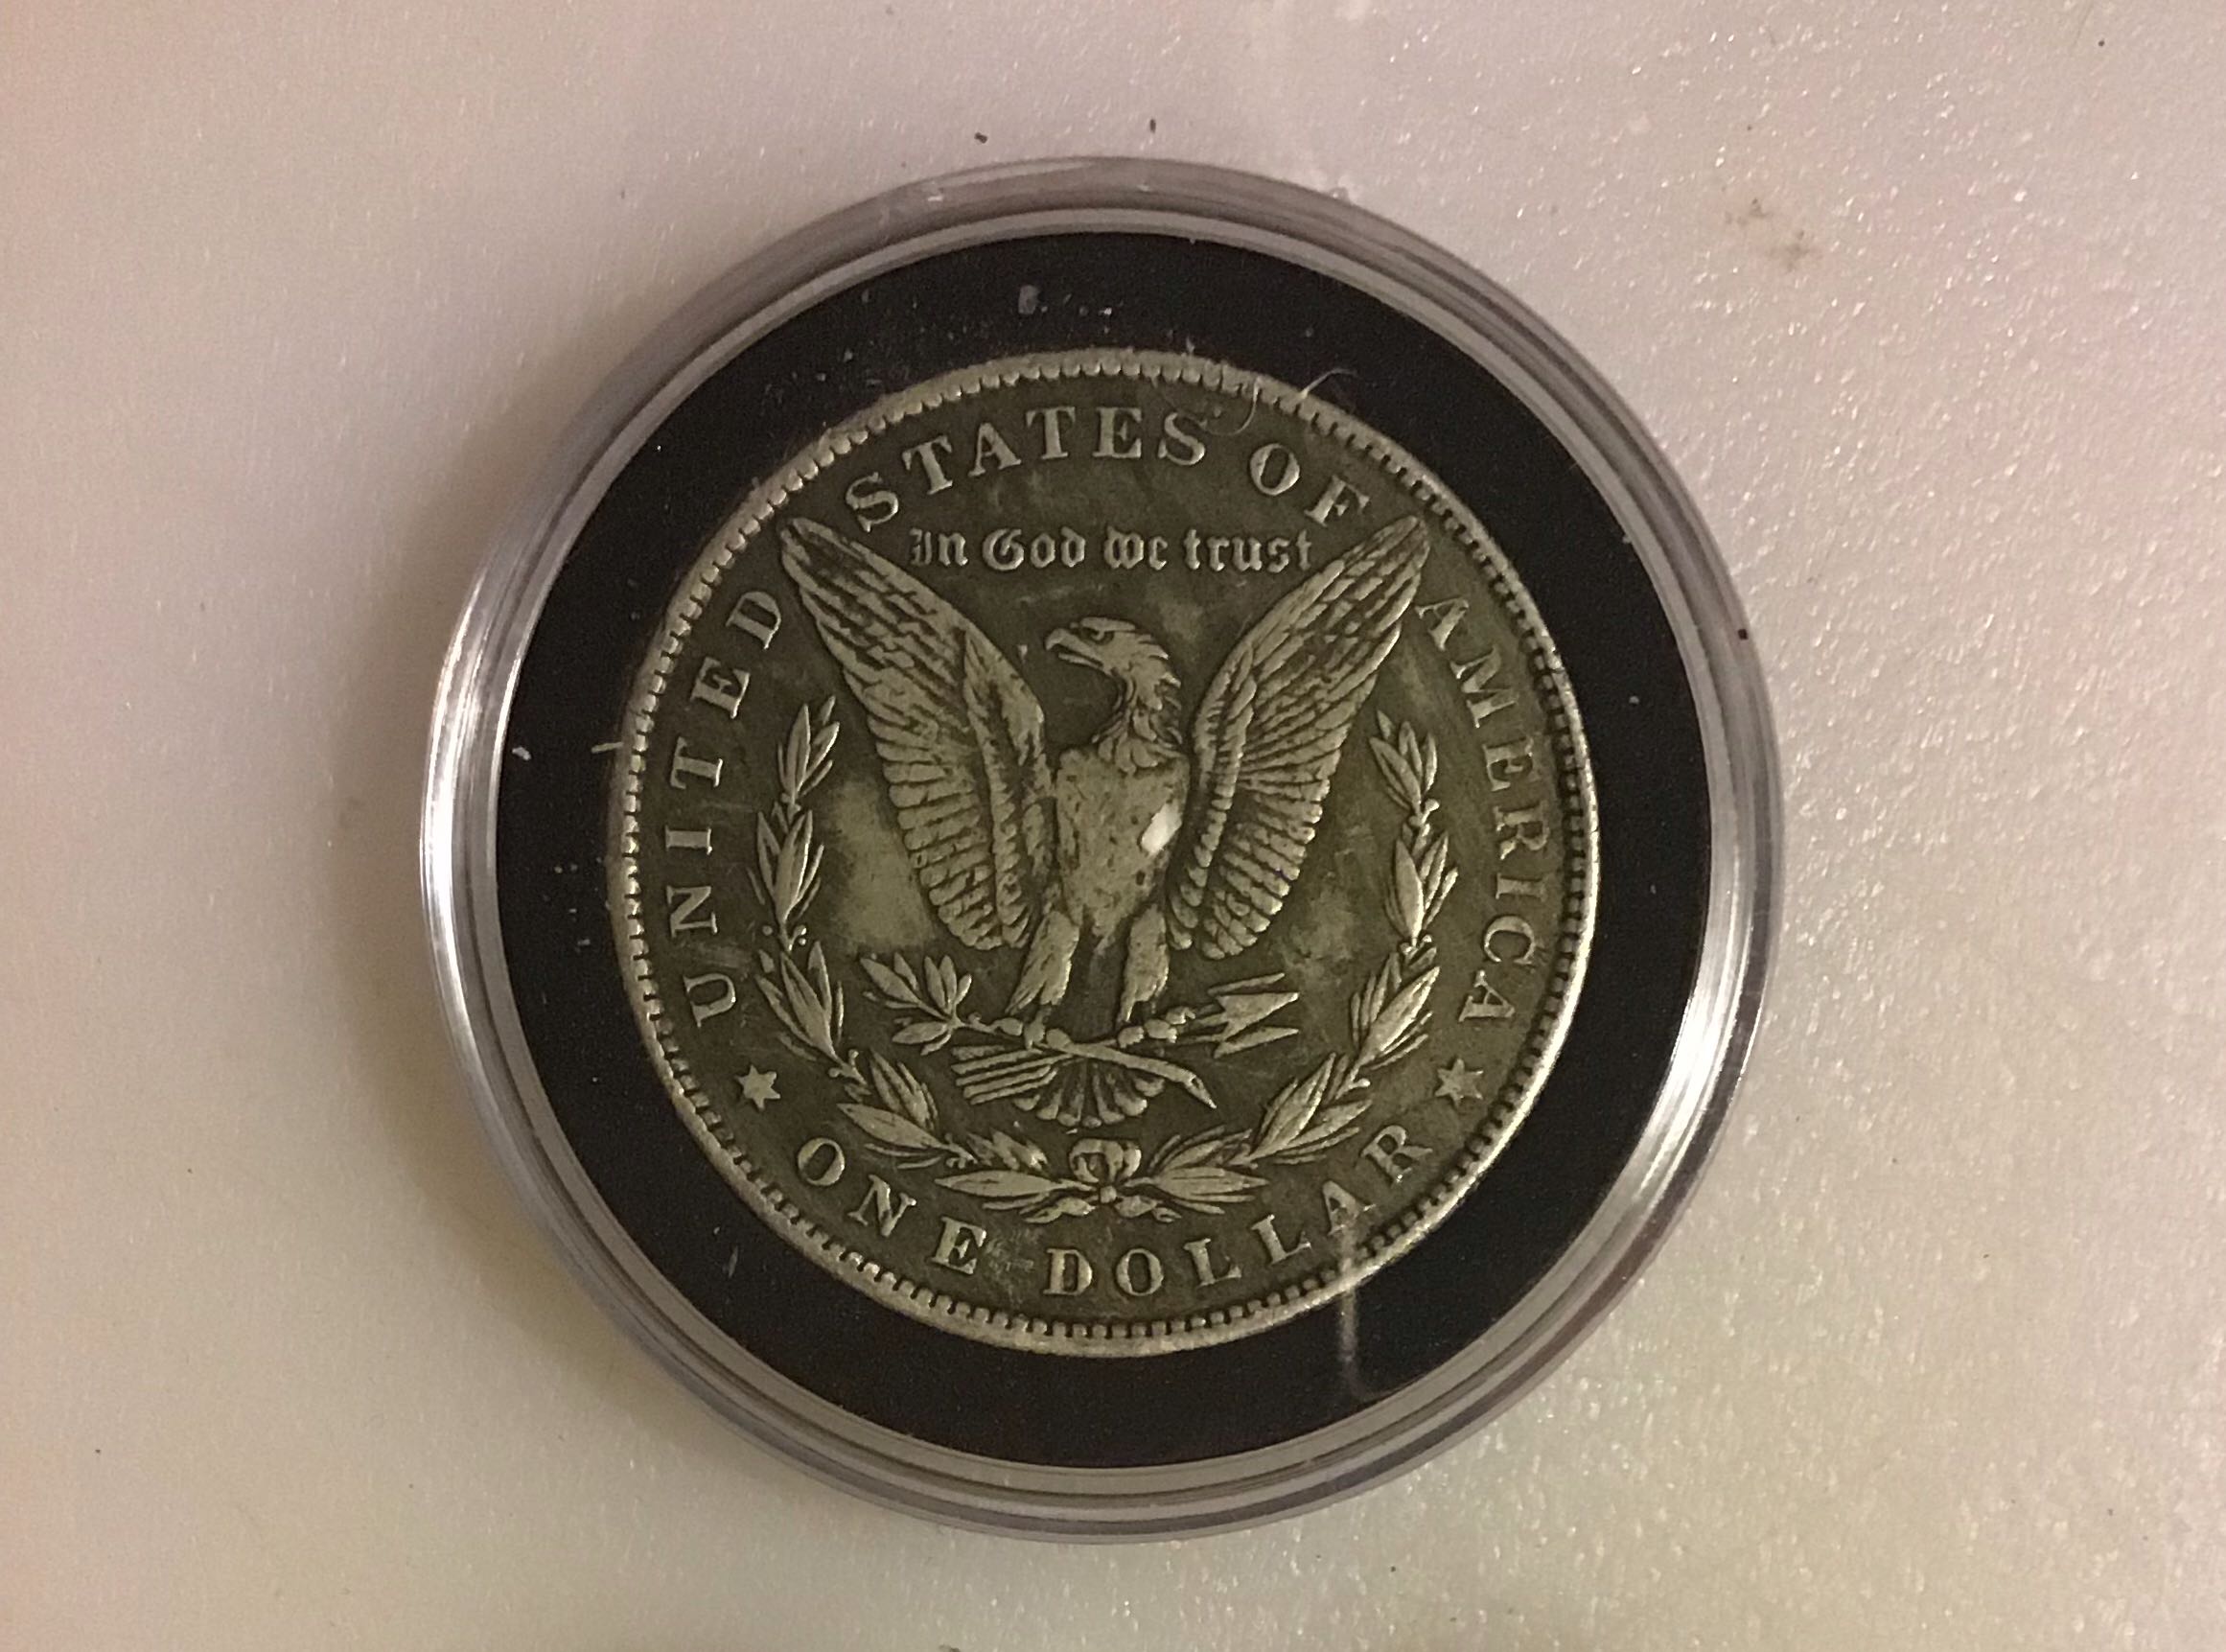 UNITED STATES OF AMERICA
In God we trust
ONE DOLLAR